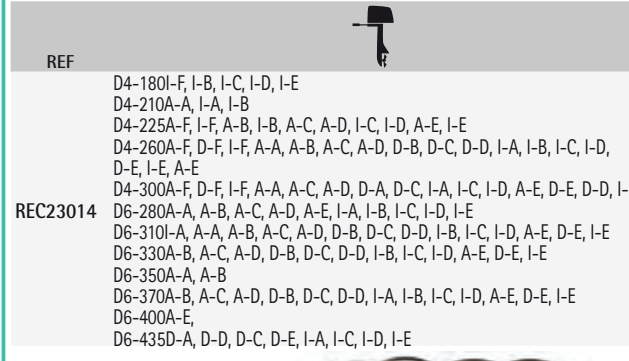 REF
D4-180I-F, I-B, I-C, I-D, I-E
D4-210A-A, I-A, I-B
D4-225A-F, I-F, A-B, I-B, A-C, A-D, I-C, I-D, A-E, I-E
D4-260A-F, D-F, I-F, A-A, A-B, A-C, A-D, D-B, D-C, D-D, I-A, I-B, I-C, I-D,
D-E, I-E, A-E
D4-300A-F, D-F, I-F, A-A, A-C, A-D, D-A, D-C, I-A, I-C, I-D, A-E, D-E, D-D, I-
REC23014
D6-280A-A, A-B, A-C, A-D, A-E, I-A, I-B, I-C, I-D, I-E
D6-310I-A, A-A, A-B, A-C, A-D, D-B, D-C, D-D, I-B, I-C, I-D, A-E, D-E, I-E
D6-330A-B, A-C, A-D, D-B, D-C, D-D, I-B, I-C, I-D, A-E, D-E, I-E
D6-350A-A, A-B
D6-370A-B, A-C, A-D, D-B, D-C, D-D, I-A, I-B, I-C, I-D, A-E, D-E, I-E
D6-400A-E,
D6-435D-A, D-D, D-C, D-E, I-A, I-C, I-D, I-E